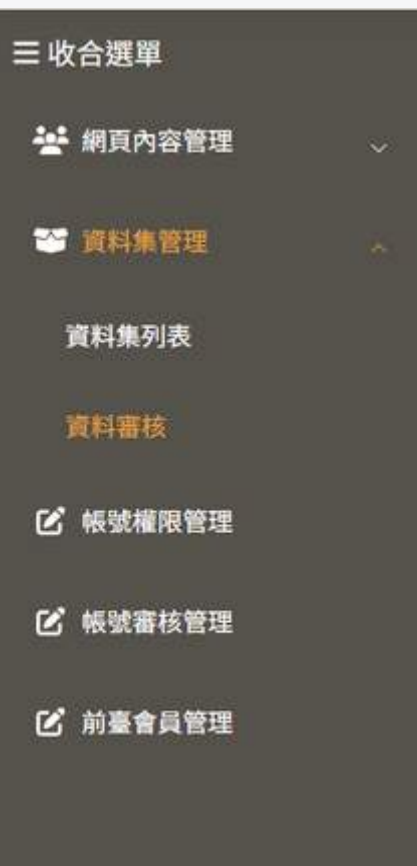 收合選單
網頁內容管理
資料集管理
資料集列表
資料審核
帳號權限管理
帳號審核管理
前臺會員管理